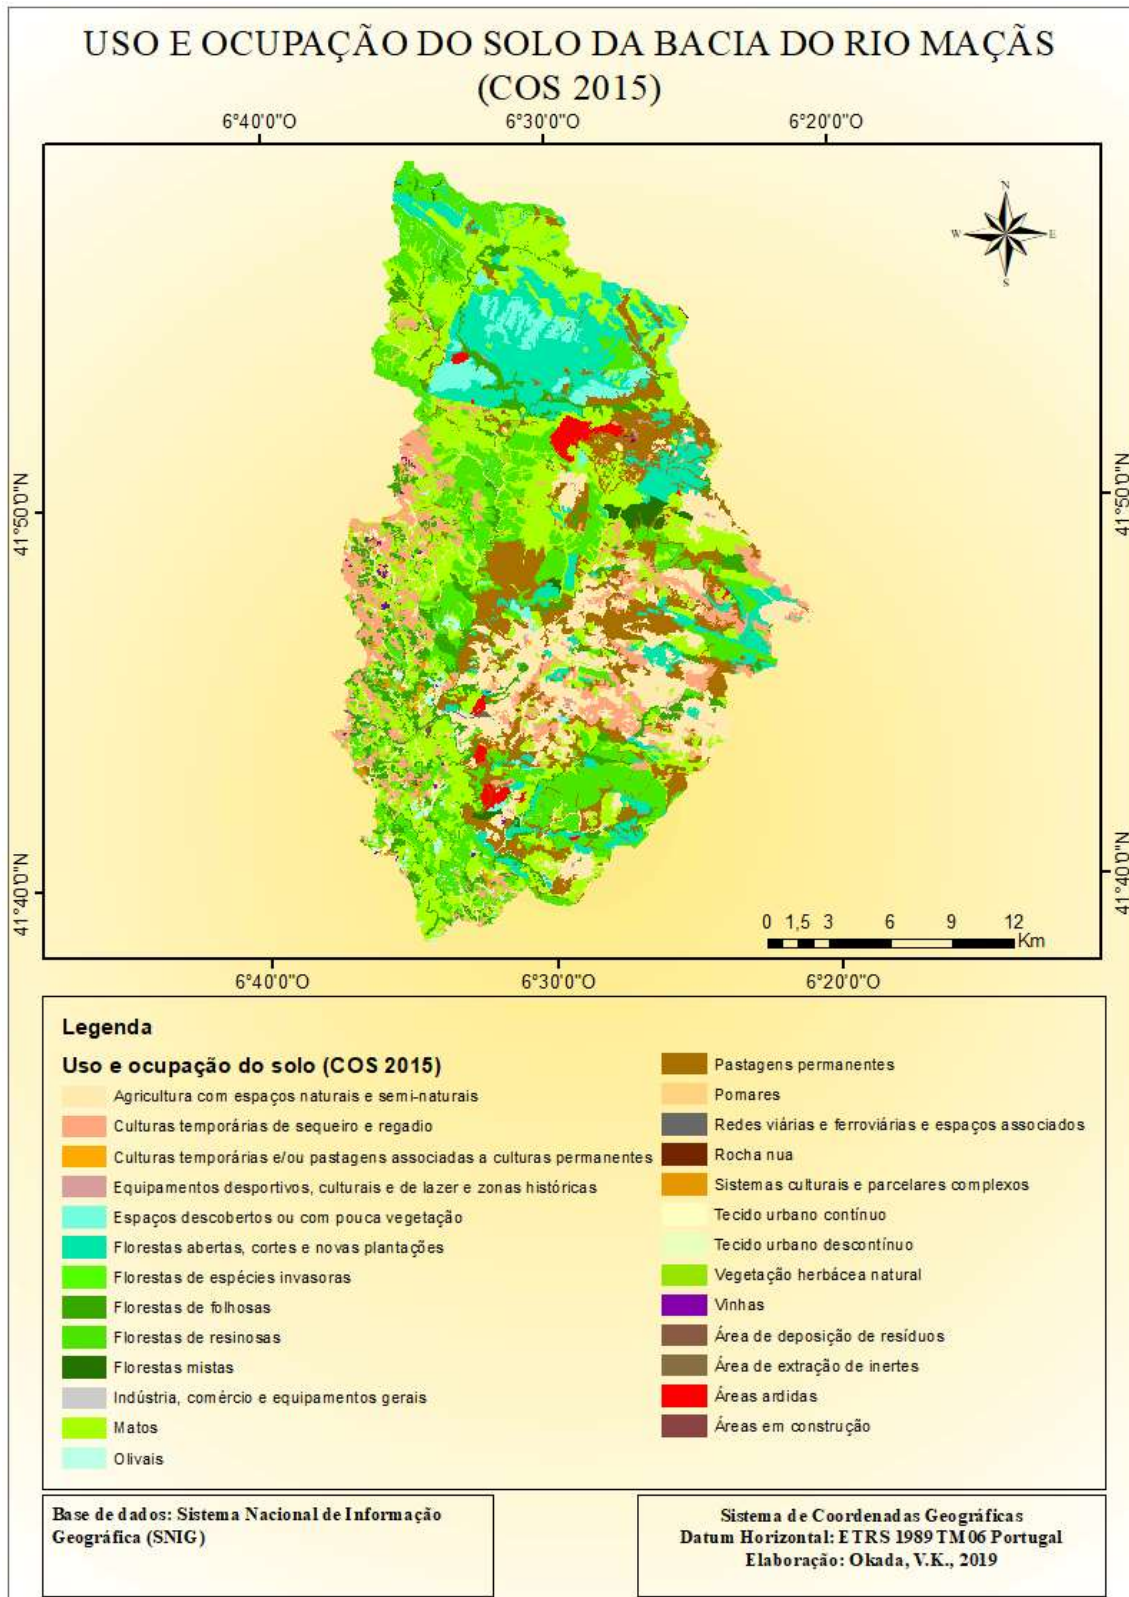 USO E OCUPAÇÃO DO SOLO DA BACIA DO RIO MAÇÃS
(COS 2015)
6°40'0"O 6°30'0"O 6°20'0"O
N
W E
S
41°50'0"N 41°50'0"N
41°40'0"N 41°40'0"N
0 1,5 3 6 9 12
Km
6°40'0"O 6°30'0"O 6°20'0"O
Legenda
Uso e ocupação do solo (COS 2015)
Agricultura com espaços naturais e semi-naturais
Culturas temporárias de sequeiro e regadio
Culturas temporárias e/ou pastagens associadas a culturas permanentes
Equipamentos desportivos, culturais e de lazer e zonas históricas
Espaços descobertos ou com pouca vegetação
Florestas abertas, cortes e novas plantações
Florestas de espécies invasoras
Florestas de folhosas
Florestas de resinosas
Florestas mistas
Indústria, comércio e equipamentos gerais
Matos
Olivais
Pastagens permanentes
Pomares
Redes viárias e ferroviárias e espaços associados
Rocha nua
Sistemas culturais e parcelares complexos
Tecido urbano contínuo
Tecido urbano descontínuo
Vegetação herbácea natural
Vinhas
Área de deposição de resíduos
Área de extração de inertes
Áreas ardidas
Áreas em construção
Base de dados: Sistema Nacional de Informação
Geográfica (SNIG)
Sistema de Coordenadas Geográficas
Datum Horizontal: ETRS 1989 TM06 Portugal
Elaboração: Okada, V.K., 2019